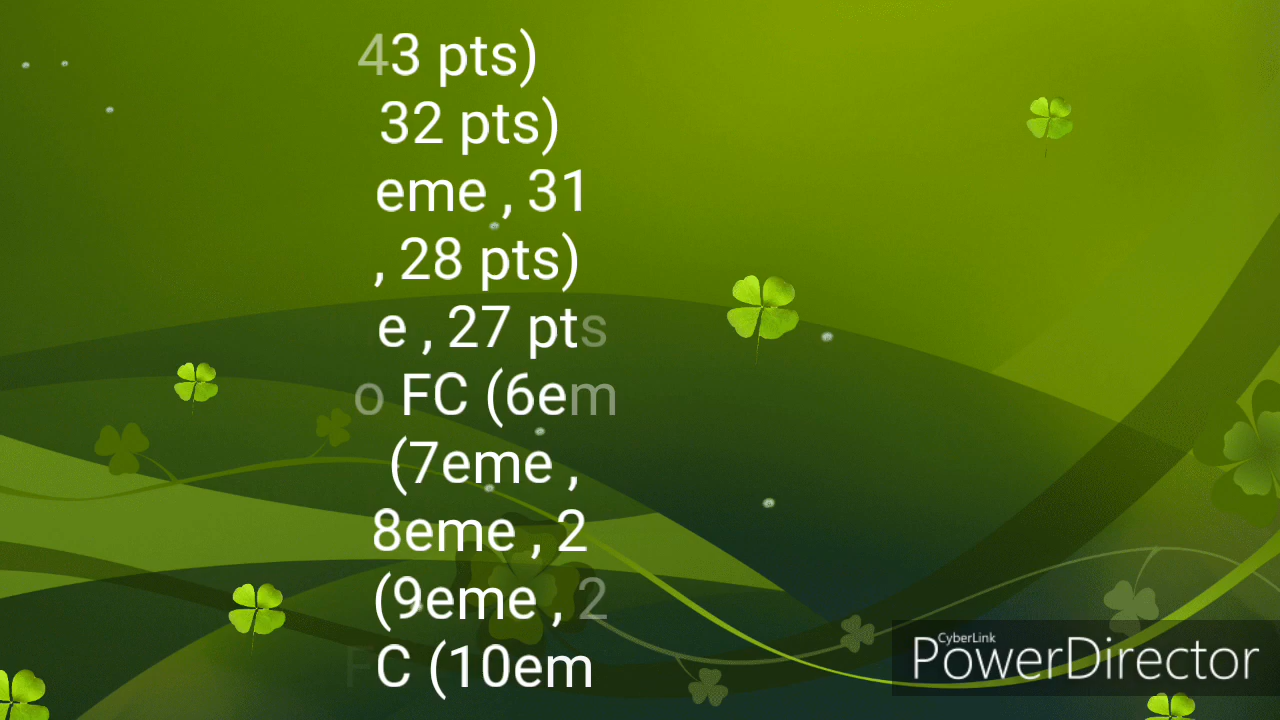 43 pts)
32 pts)
eme , 31
, 28 pts)
e , 27 pts
o FC (6em
(7eme ,
8eme , 2
(9eme , 2
FC (10em
CyberLink
PowerDirector